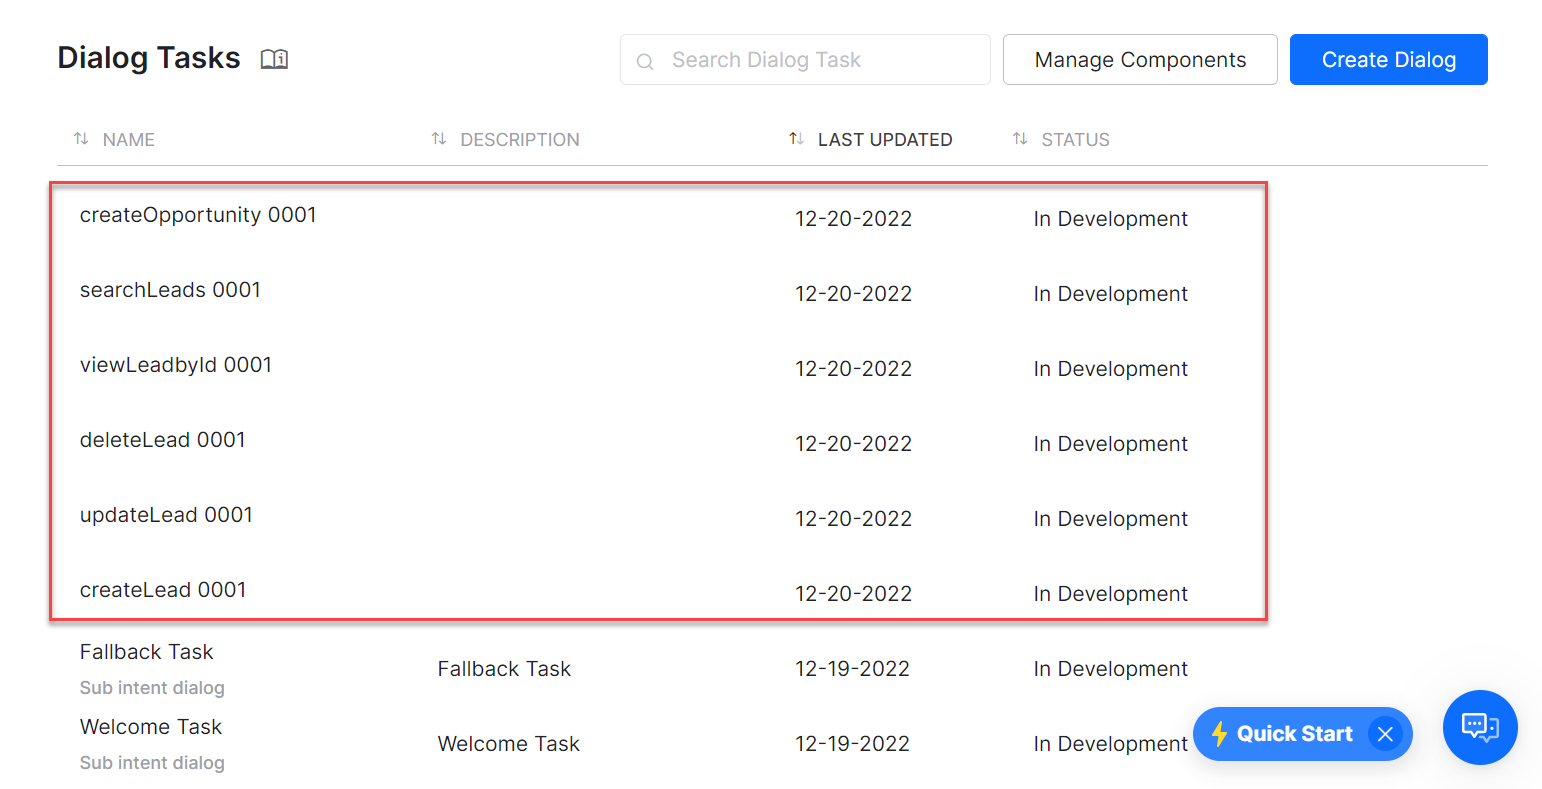 Dialog Tasks
Search Dialog Task
Manage Components
Create Dialog
NAME DESCRIPTION LAST UPDATED STATUS
createOpportunity 0001 12-20-2022 In Development
searchLeads 0001 12-20-2022 In Development
viewLeadbyId 0001 12-20-2022 In Development
deleteLead 0001 12-20-2022 In Development
updateLead 0001 12-20-2022 In Development
createLead 0001 12-20-2022 In Development
Fallback Task Fallback Task 12-19-2022 In Development
Sub intent dialog
Welcome Task Welcome Task 12-19-2022 In Development
Sub intent dialog
Quick Start